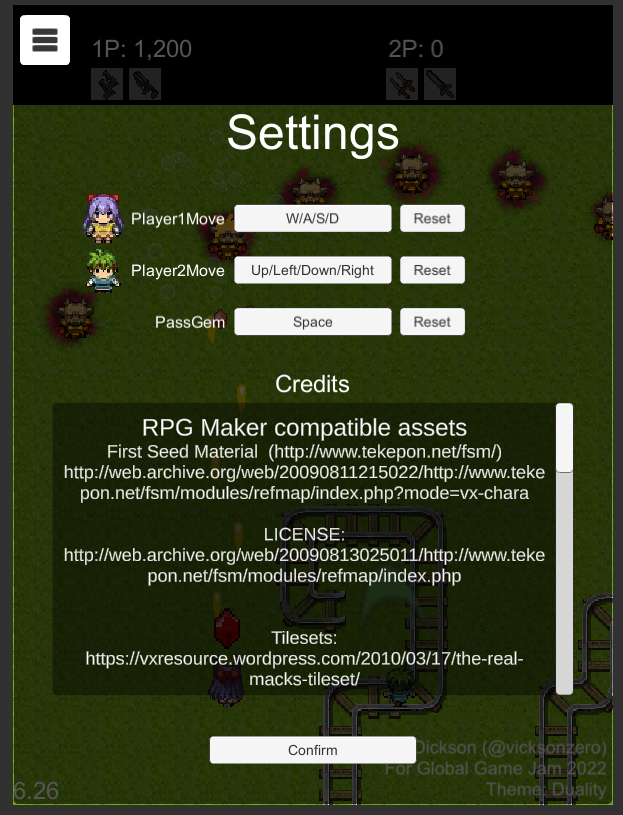 1P: 1,200
2P: 0
Settings
Player1Move
W/A/S/D
Reset
Player2Move
Up/Left/Down/Right
Reset
PassGem
Space
Reset
Credits
RPG Maker compatible assets
First Seed Material  (http://www.tekepon.net/fsm/)
http://web.archive.org/web/20090811215022/http://www.teke
pon.net/fsm/modules/refmap/index.php?mode=vx-chara
LICENSE:
http://web.archive.org/web/20090813025011/http://www.teke
pon.net/fsm/modules/refmap/index.php
Tilesets:
https://vxresource.wordpress.com/2010/03/17/the-real-
macks-tileset/
Confirm
Dickson (@vicksonzero)
For Global Game Jam 2022
Theme: Duality
6.26